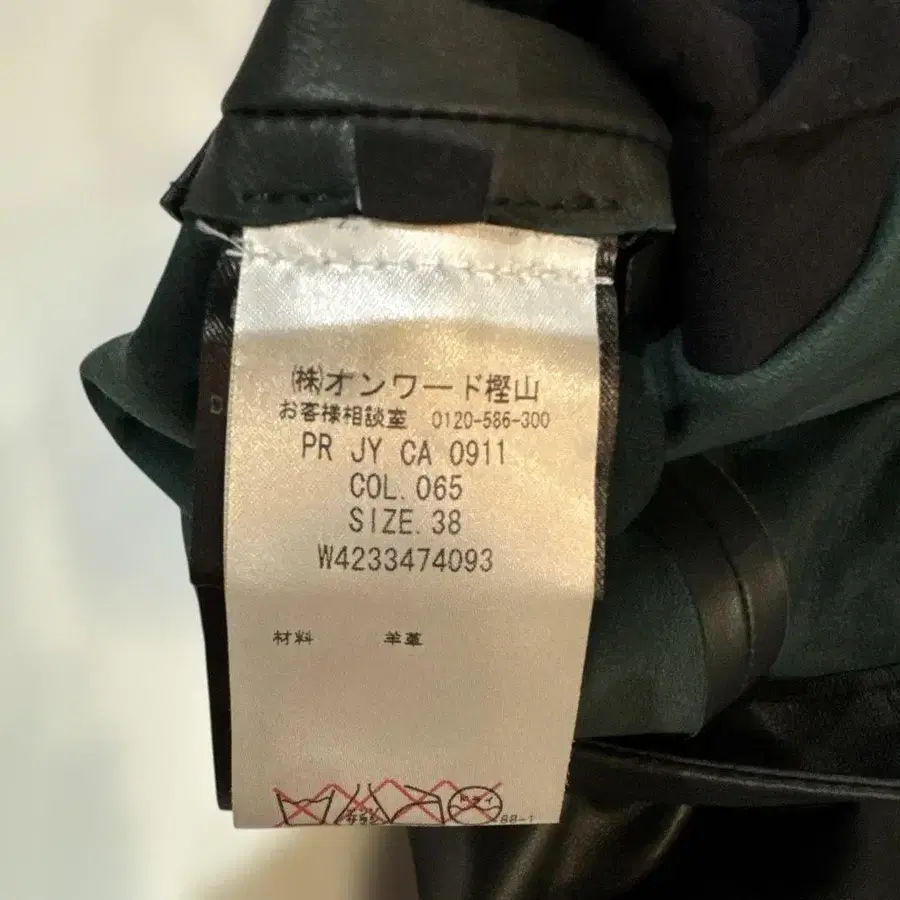 ㈱オンワード樫山
お客様相談室 0120-586-300
PR JY CA 0911
COL.065
SIZE.38
W4233474093
材料 羊革